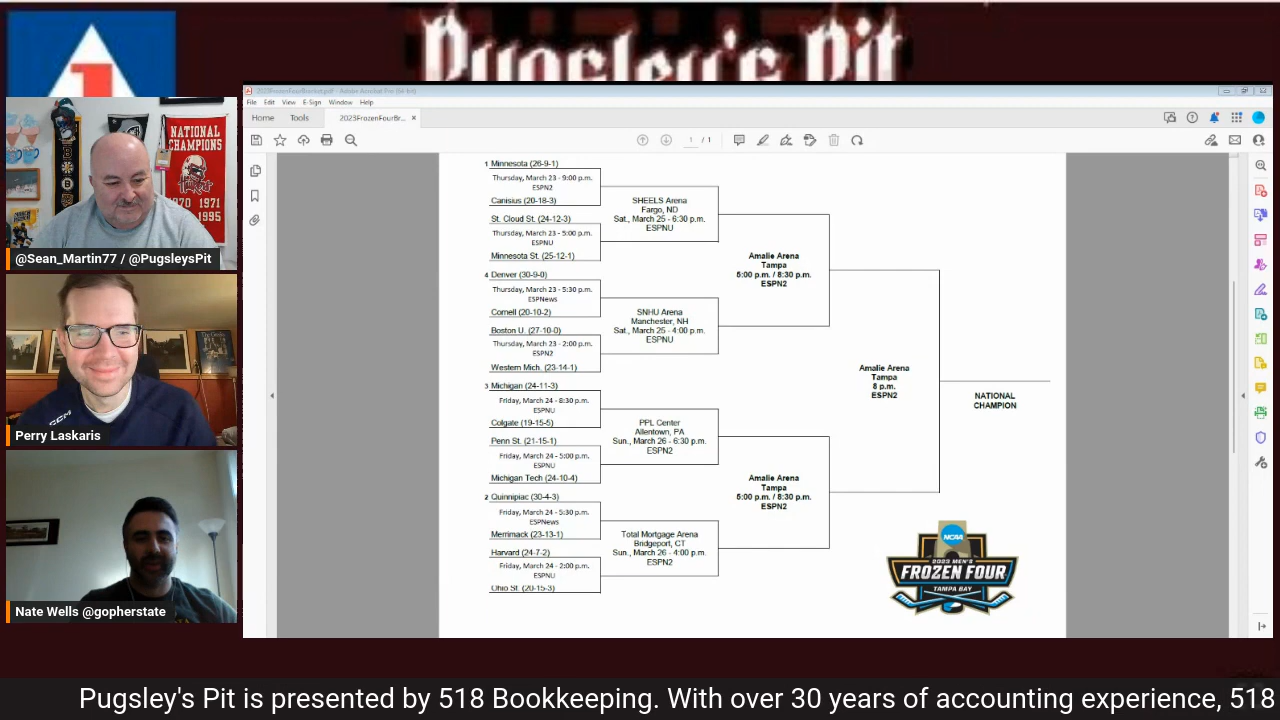 Pugsley's Pit
1
2023FrozenFourBracket.pdf - Adobe Acrobat Pro (64-bit)
File Edit View E-Sign Window Help
Home Tools 2023FrozenFourBr... ×
1 / 1
NATIONAL
CHAMPIONS
1970 1971
1995
@Sean_Martin77 / @PugsleysPit
Perry Laskaris
CCM
Nate Wells @gopherstate
1 Minnesota (26-9-1)
Thursday, March 23 - 9:00 p.m.
ESPN2
Canisius (20-18-3)
SHEELS Arena
Fargo, ND
Sat., March 25 - 6:30 p.m.
ESPNU
St. Cloud St. (24-12-3)
Thursday, March 23 - 5:00 p.m.
ESPNU
Minnesota St. (25-12-1)
Amalie Arena
Tampa
5:00 p.m. / 8:30 p.m.
ESPN2
4 Denver (30-9-0)
Thursday, March 23 - 5:30 p.m.
ESPNews
Cornell (20-10-2)
SNHU Arena
Manchester, NH
Sat., March 25 - 4:00 p.m.
ESPNU
Boston U. (27-10-0)
Thursday, March 23 - 2:00 p.m.
ESPN2
Western Mich. (23-14-1)
Amalie Arena
Tampa
8 p.m.
ESPN2
NATIONAL
CHAMPION
3 Michigan (24-11-3)
Friday, March 24 - 8:30 p.m.
ESPNU
Colgate (19-15-5)
PPL Center
Allentown, PA
Sun., March 26 - 6:30 p.m.
ESPN2
Penn St. (21-15-1)
Friday, March 24 - 5:00 p.m.
ESPNU
Michigan Tech (24-10-4)
Amalie Arena
Tampa
5:00 p.m. / 8:30 p.m.
ESPN2
2 Quinnipiac (30-4-3)
Friday, March 24 - 5:30 p.m.
ESPNews
Merrimack (23-13-1)
Total Mortgage Arena
Bridgeport, CT
Sun., March 26 - 4:00 p.m.
ESPN2
Harvard (24-7-2)
Friday, March 24 - 2:00 p.m.
ESPNU
Ohio St. (20-15-3)
NCAA
2023 MEN'S
FROZEN FOUR
TAMPA BAY
Pugsley's Pit is presented by 518 Bookkeeping. With over 30 years of accounting experience, 518